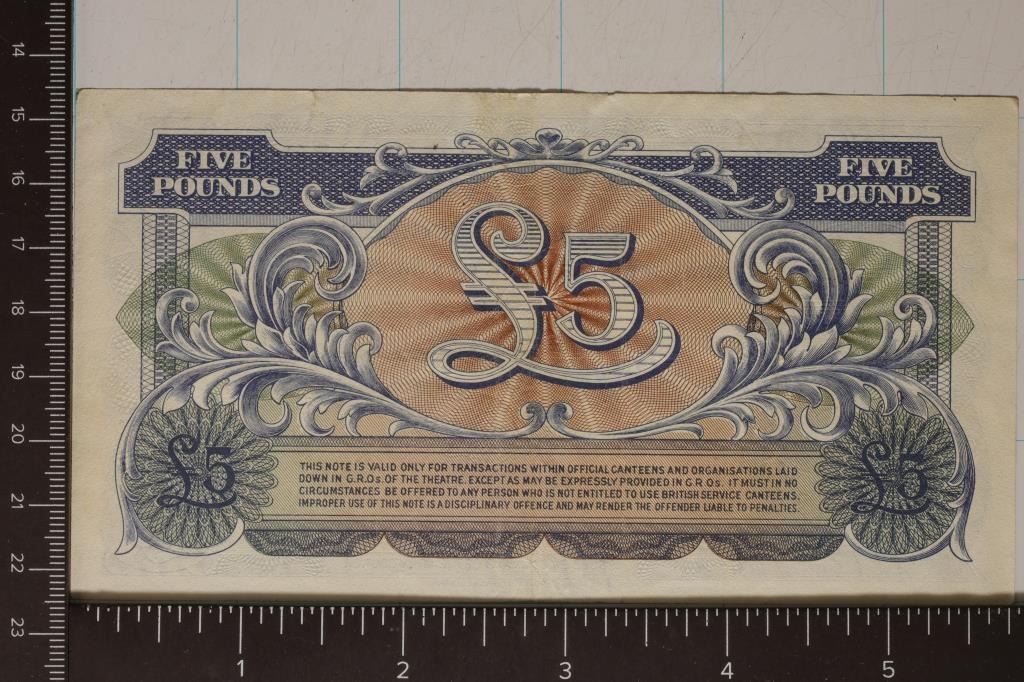 FIVE
POUNDS
FIVE
POUNDS
£5
£5
£5
THIS NOTE IS VALID ONLY FOR TRANSACTIONS WITHIN OFFICIAL CANTEENS AND ORGANISATIONS LAID
DOWN IN G.R.Os. OF THE THEATRE. EXCEPT AS MAY BE EXPRESSLY PROVIDED IN G.R.Os. IT MUST IN NO
CIRCUMSTANCES BE OFFERED TO ANY PERSON WHO IS NOT ENTITLED TO USE BRITISH SERVICE CANTEENS.
IMPROPER USE OF THIS NOTE IS A DISCIPLINARY OFFENCE AND MAY RENDER THE OFFENDER LIABLE TO PENALTIES.
14
15
16
17
18
19
20
21
22
23
1 2 3 4 5